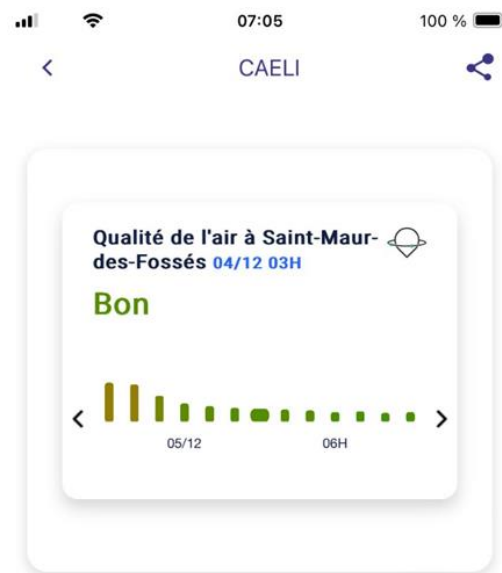 07:05
100 %
CAELI
Qualité de l'air à Saint-Maur-
des-Fossés 04/12 03H
Bon
05/12
06H